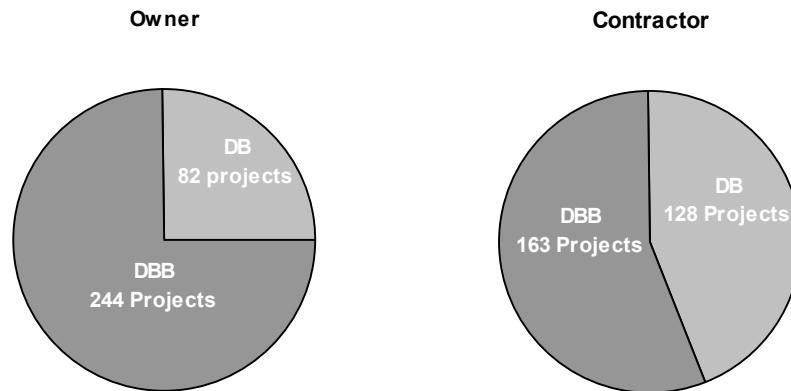 Owner
DB
82 projects
DBB
244 Projects
Contractor
DB
128 Projects
DBB
163 Projects